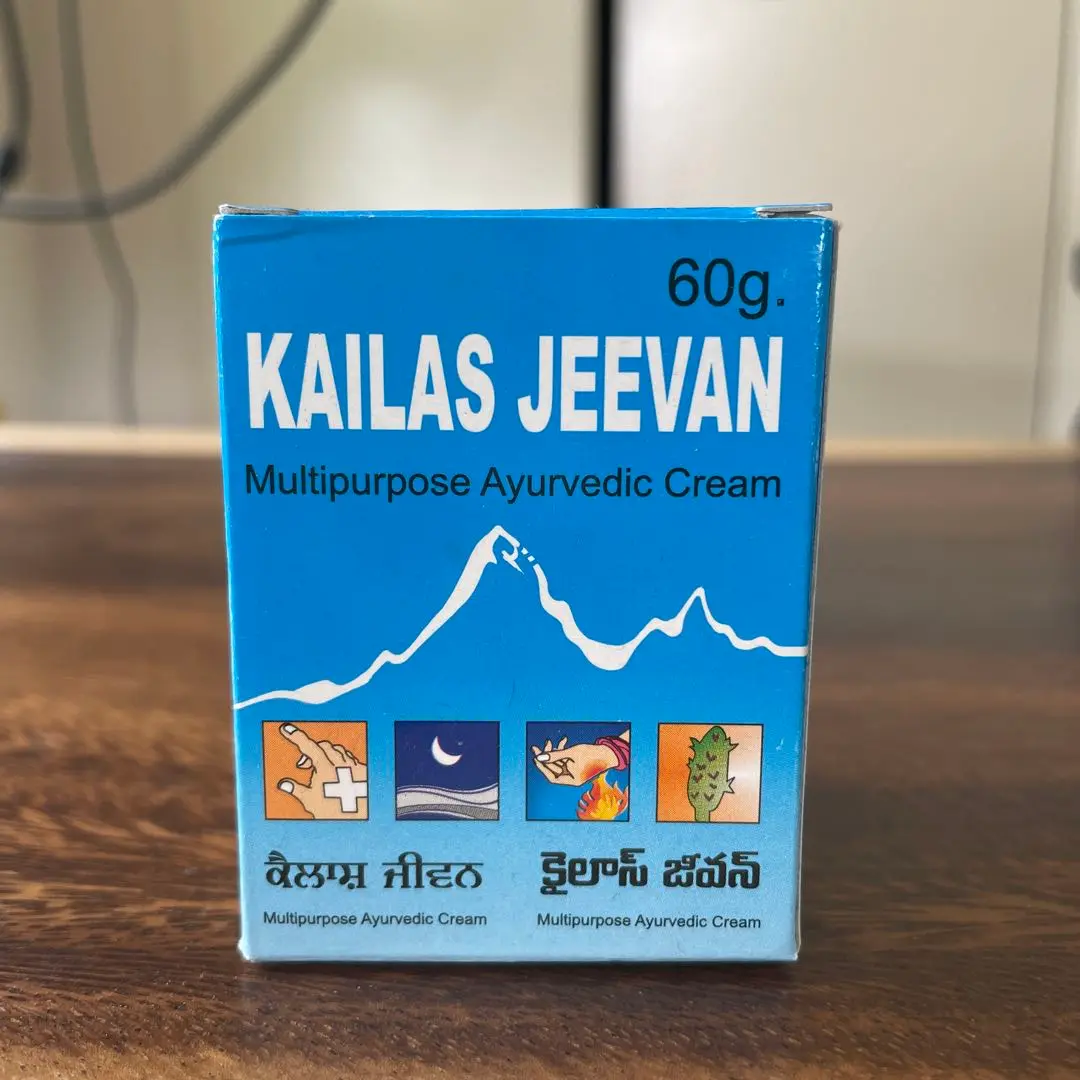 60g.
KAILAS JEEVAN
Multipurpose Ayurvedic Cream
ਕੈਲਾਸ਼ ਜੀਵਨ
కైలాస్ జీవన్
Multipurpose Ayurvedic Cream
Multipurpose Ayurvedic Cream